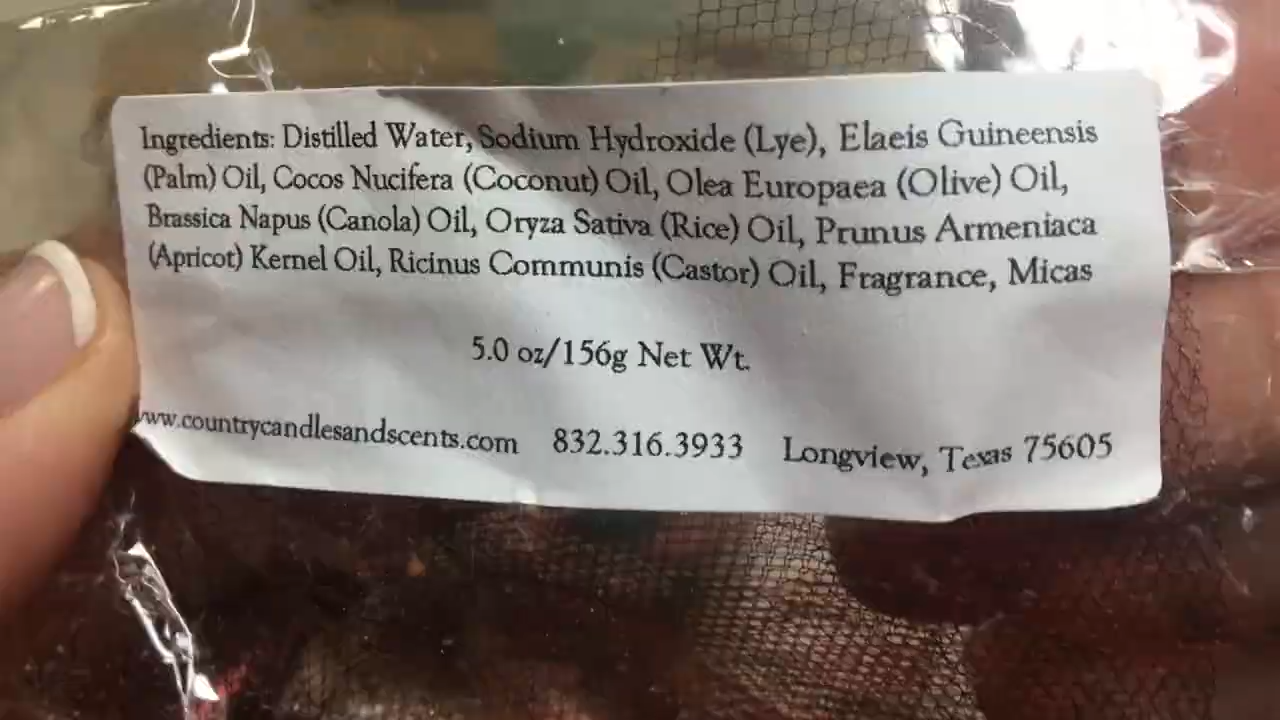 Ingredients: Distilled Water, Sodium Hydroxide (Lye), Elaeis Guineensis
(Palm) Oil, Cocos Nucifera (Coconut) Oil, Olea Europaea (Olive) Oil,
Brassica Napus (Canola) Oil, Oryza Sativa (Rice) Oil, Prunus Armeniaca
(Apricot) Kernel Oil, Ricinus Communis (Castor) Oil, Fragrance, Micas
5.0 oz/156g Net Wt.
www.countrycandlesandscents.com 832.316.3933 Longview, Texas 75605